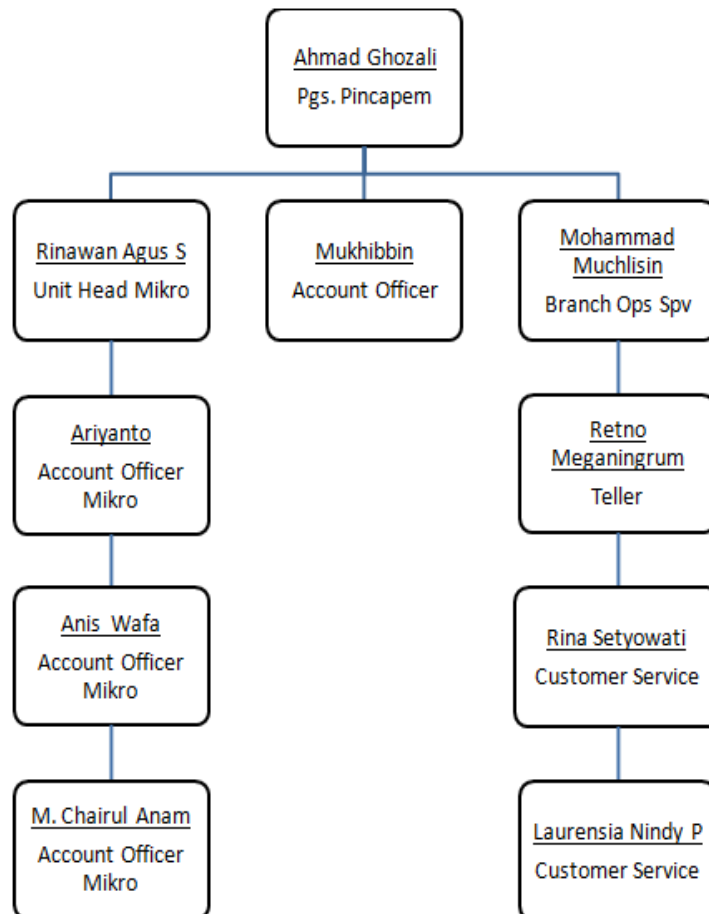 Ahmad Ghozali
Pgs. Pincapem
Rinawan Agus S
Unit Head Mikro
Mukhibbin
Account Officer
Mohammad
Muchlisin
Branch Ops Spv
Ariyanto
Account Officer
Mikro
Retno
Meganingrum
Teller
Anis Wafa
Account Officer
Mikro
Rina Setyowati
Customer Service
M. Chairul Anam
Account Officer
Mikro
Laurensia Nindy P
Customer Service